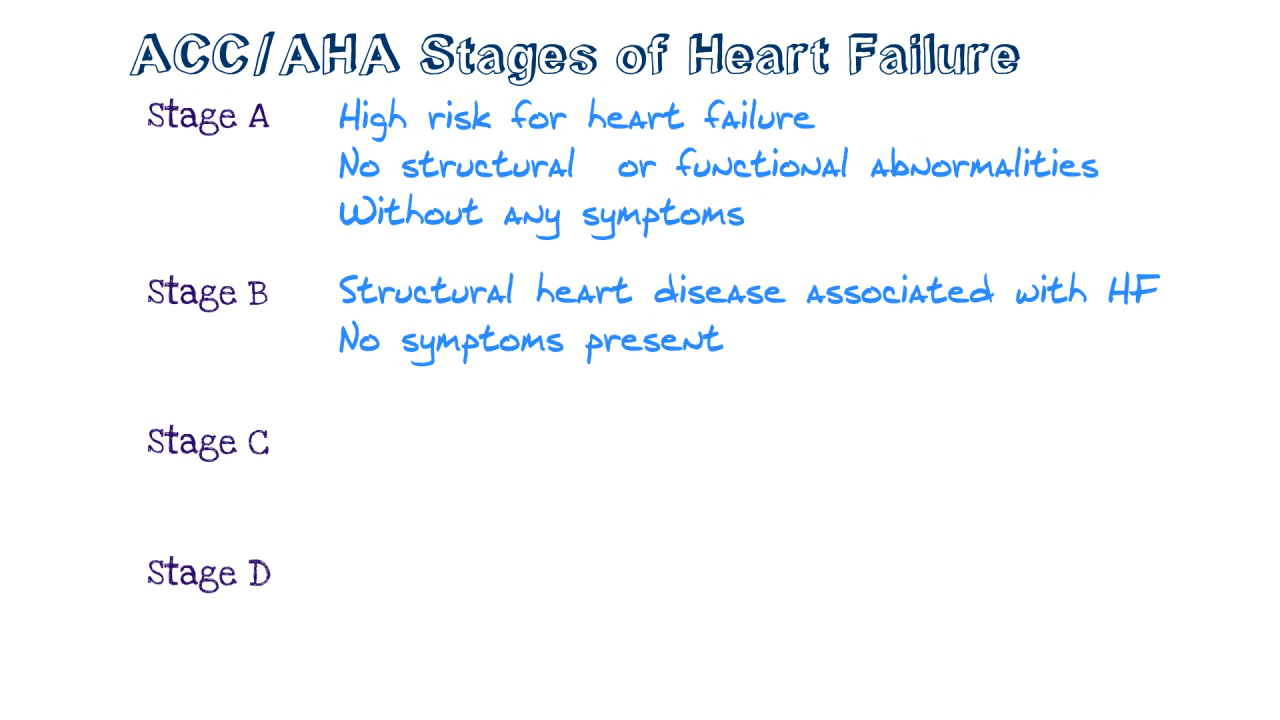 ACC/AHA Stages of Heart Failure
Stage A High risk for heart failure
No structural or functional abnormalities
Without any symptoms
Stage B Structural heart disease associated with HF
No symptoms present
Stage C
Stage D